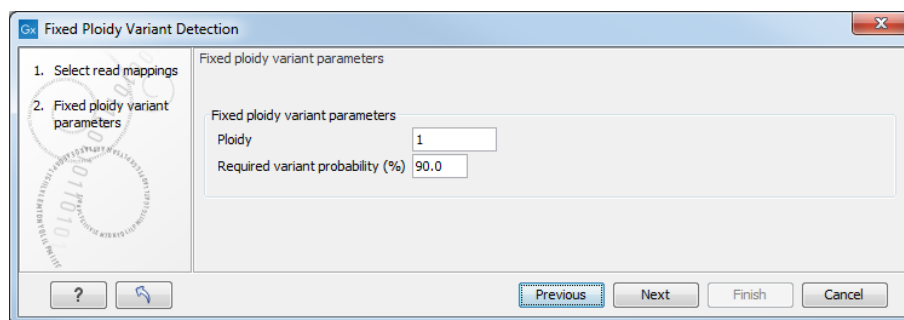 Gx Fixed Ploidy Variant Detection
X
1. Select read mappings
2. Fixed ploidy variant
parameters
Fixed ploidy variant parameters
Fixed ploidy variant parameters
Ploidy 1
Required variant probability (%) 90.0
? Previous Next Finish Cancel